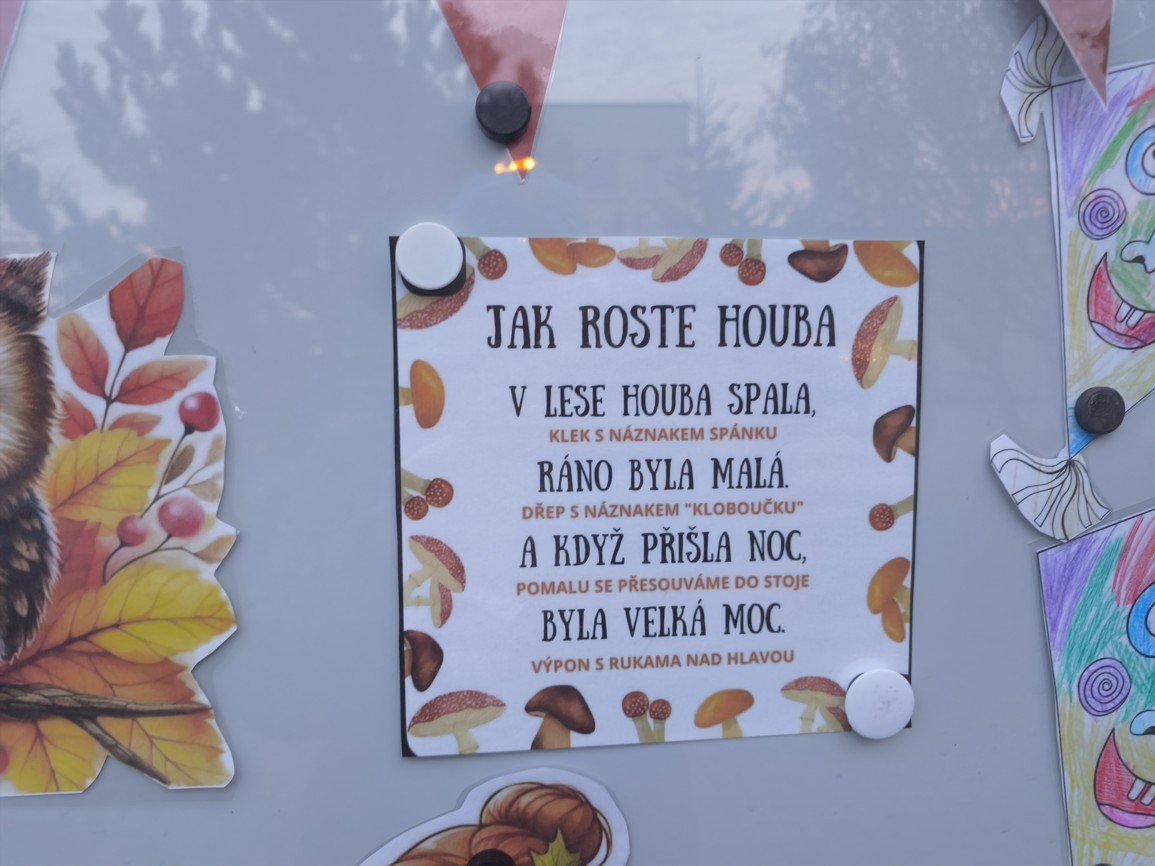 JAK ROSTE HOUBA
V LESE HOUBA SPALA,
KLEK S NÁZNAKEM SPÁNKU
RÁNO BYLA MALÁ.
DŘEP S NÁZNAKEM "KLOBOUČKU"
A KDYŽ PŘIŠLA NOC,
POMALU SE PŘESOUVÁME DO STOJE
BYLA VELKÁ MOC.
VÝPON S RUKAMA NAD HLAVOU